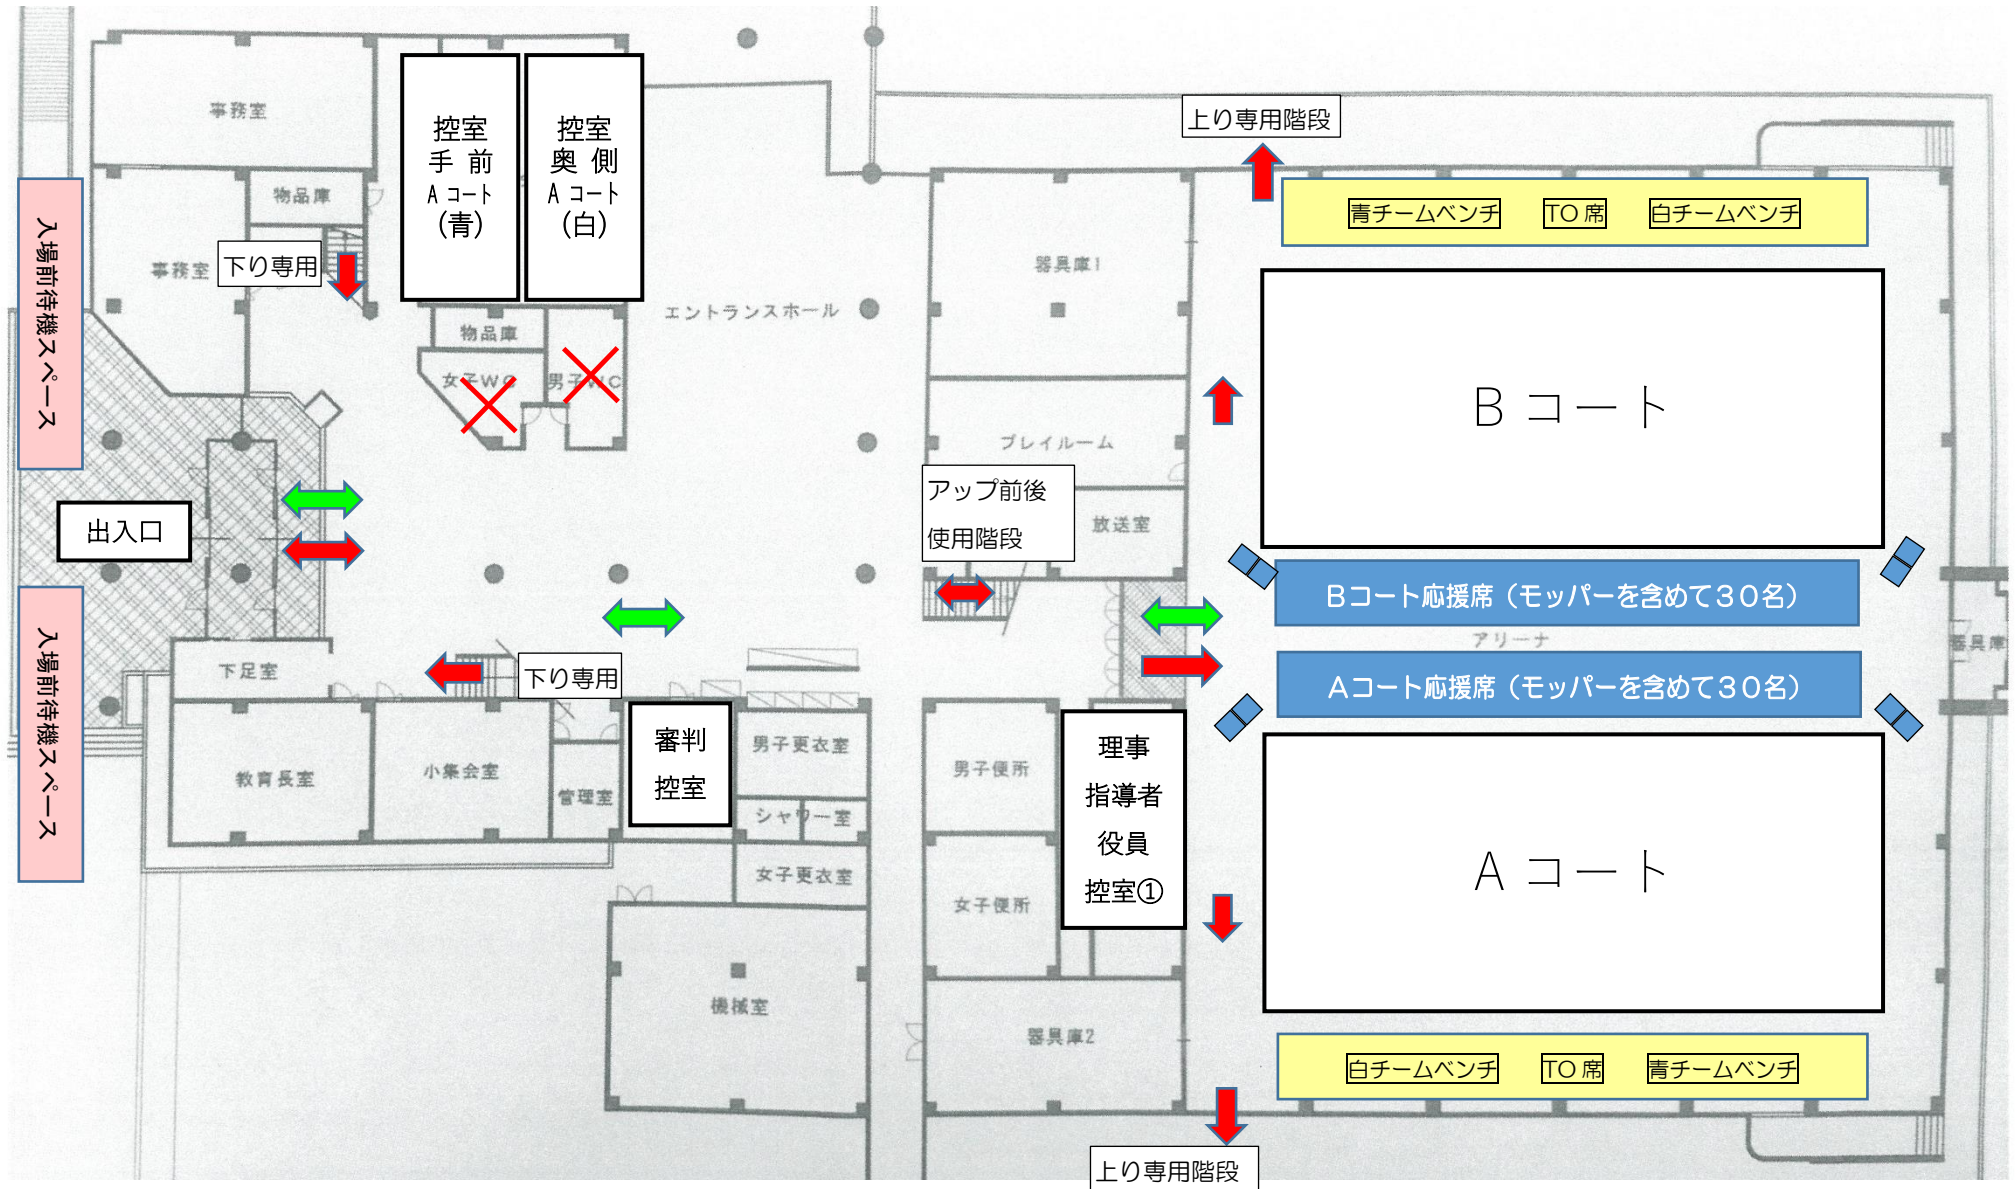 事務室
控室
手 前
A コート
(青)
控室
奥 側
A コート
(白)
上り専用階段
物品庫
青チームベンチ
TO 席
白チームベンチ
入場前待機スペース
下り専用
事務室
器具庫1
エントランスホール
物品庫
女子WC
男子WC
Ｂコート
プレイルーム
アップ前後
使用階段
放送室
出入口
Ｂコート応援席（モッパーを含めて３０名）
アリーナ
器具庫
入場前待機スペース
下足室
下り専用
Ａコート応援席（モッパーを含めて３０名）
審判
控室
男子更衣室
理事
指導者
役員
控室①
教育長室
小集会室
管理室
男子便所
シャワー室
Ａコート
女子更衣室
女子便所
機械室
器具庫2
白チームベンチ
TO 席
青チームベンチ
上り専用階段